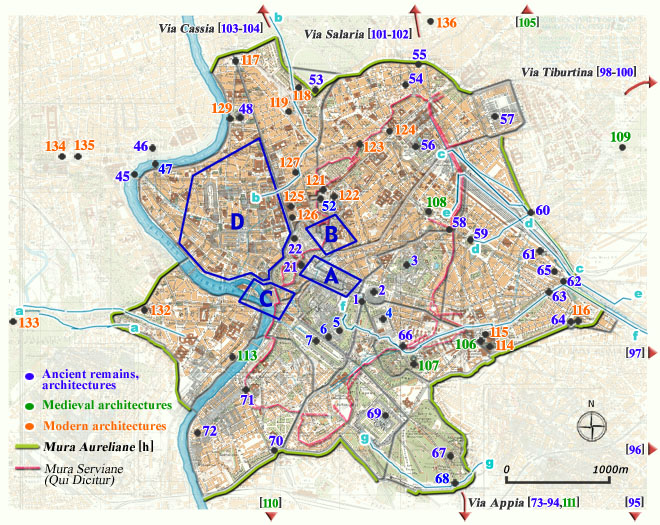 b
136
[105]
Via Cassia [103-104]
Via Salaria [101-102]
55
117
Via Tiburtina [98-100]
118
53
54
119
129
48
57
124
46
134
135
123
56
109
47
c
45
127
121
b
125
52
122
108
60
D
126
e
d
58
B
59
22
d
61
21
3
65
A
c
62
C
2
63
e
1
a
132
f
4
64
116
133
a
5
6
f
7
66
115
106
114
113
107
[97]
Ancient remains,
architectures
71
Medieval architectures
69
N
Modern architectures
72
g
Mura Aureliane [h]
70
67
g
[96]
Mura Serviane
(Qui Dicitur)
68
0
1000m
[110]
Via Appia [73-94,111]
[95]